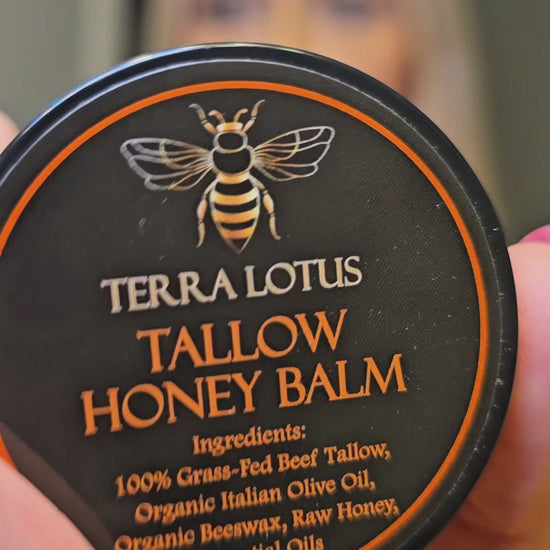 TERRA LOTUS
TALLOW
HONEY BALM
Ingredients:
100% Grass-Fed Beef Tallow,
Organic Italian Olive Oil,
Organic Beeswax, Raw Honey,
Oils